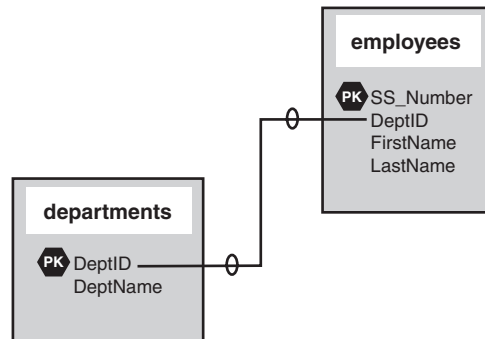 employees
PK SS_Number
DeptID
FirstName
LastName
departments
PK DeptID
DeptName